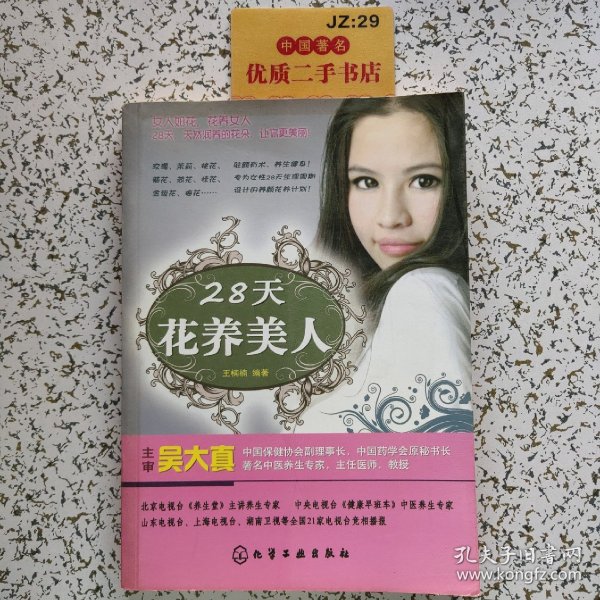 JZ:29
中国著名
优质二手书店
女人如花 花养女人
28天, 天然润养的花朵 让您更美丽
玫瑰、茉莉、桃花、 驻颜有术、养生健身!
菊花、 桂花、 专为女性28天生理周期
金银花、梅花…… 设计的养颜花养计划!
28天
花养美人
王桐楠 编著
主审 吴大真
中国保健协会副理事长,中国药学会原秘书长
著名中医养生专家,主任医师,教授
北京电视台《养生堂》主讲养生专家 中央电视台《健康早班车》中医养生专家
山东电视台、上海电视台、湖南卫视等全国21家电视台竞相播报
化学工业出版社
孔夫子旧书网
www.kongfz.com